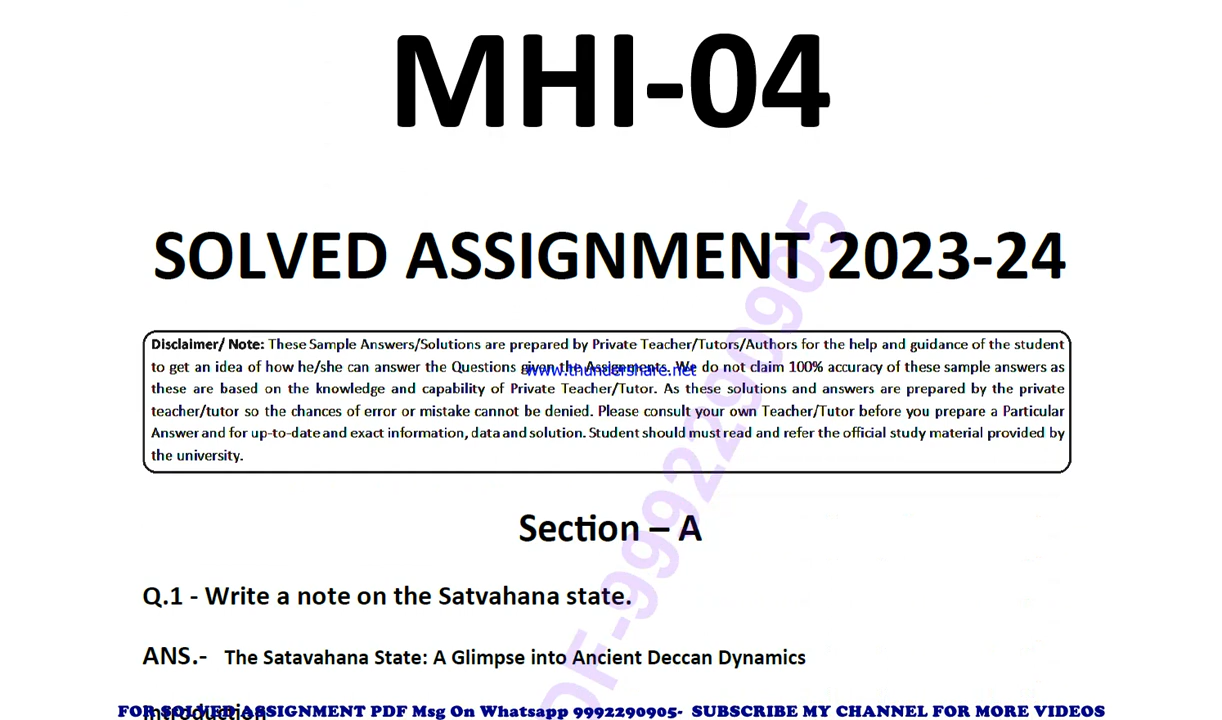 MHI-04
SOLVED ASSIGNMENT 2023-24
Disclaimer/ Note: These Sample Answers/Solutions are prepared by Private Teacher/Tutors/Authors for the help and guidance of the student
to get an idea of how he/she can answer the Questions given the Assignments. We do not claim 100% accuracy of these sample answers as
www.thundershare.net
these are based on the knowledge and capability of Private Teacher/Tutor. As these solutions and answers are prepared by the private
teacher/tutor so the chances of error or mistake cannot be denied. Please consult your own Teacher/Tutor before you prepare a Particular
Answer and for up-to-date and exact information, data and solution. Student should must read and refer the official study material provided by
the university.
Section – A
Q.1 - Write a note on the Satvahana state.
ANS.- The Satavahana State: A Glimpse into Ancient Deccan Dynamics
Introduction
FOR SOLVED ASSIGNMENT PDF Msg On Whatsapp 9992290905- SUBSCRIBE MY CHANNEL FOR MORE VIDEOS
DF-9992290905